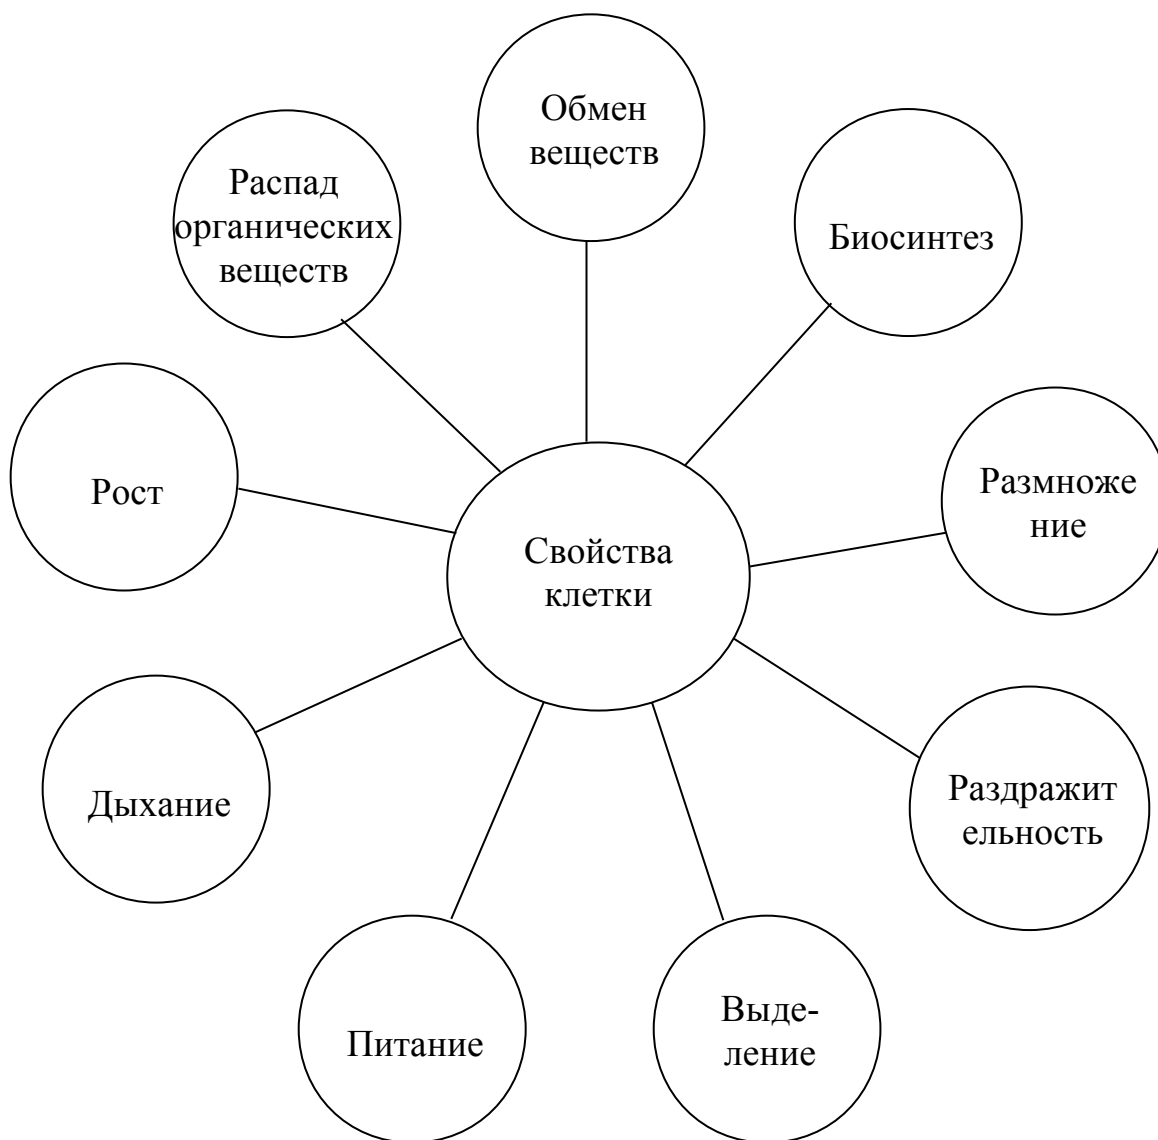 Обмен
веществ
Распад
органических
веществ
Биосинтез
Рост
Размноже
ние
Свойства
клетки
Дыхание
Раздражит
ельность
Питание
Выде-
ление